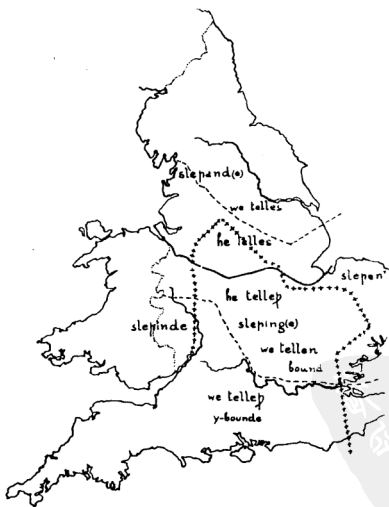 slepand(e)
we telles
he telles
slepen
he telleþ
sleping(e)
slepinde
we tellen
bound
we telleþ
y-bounde